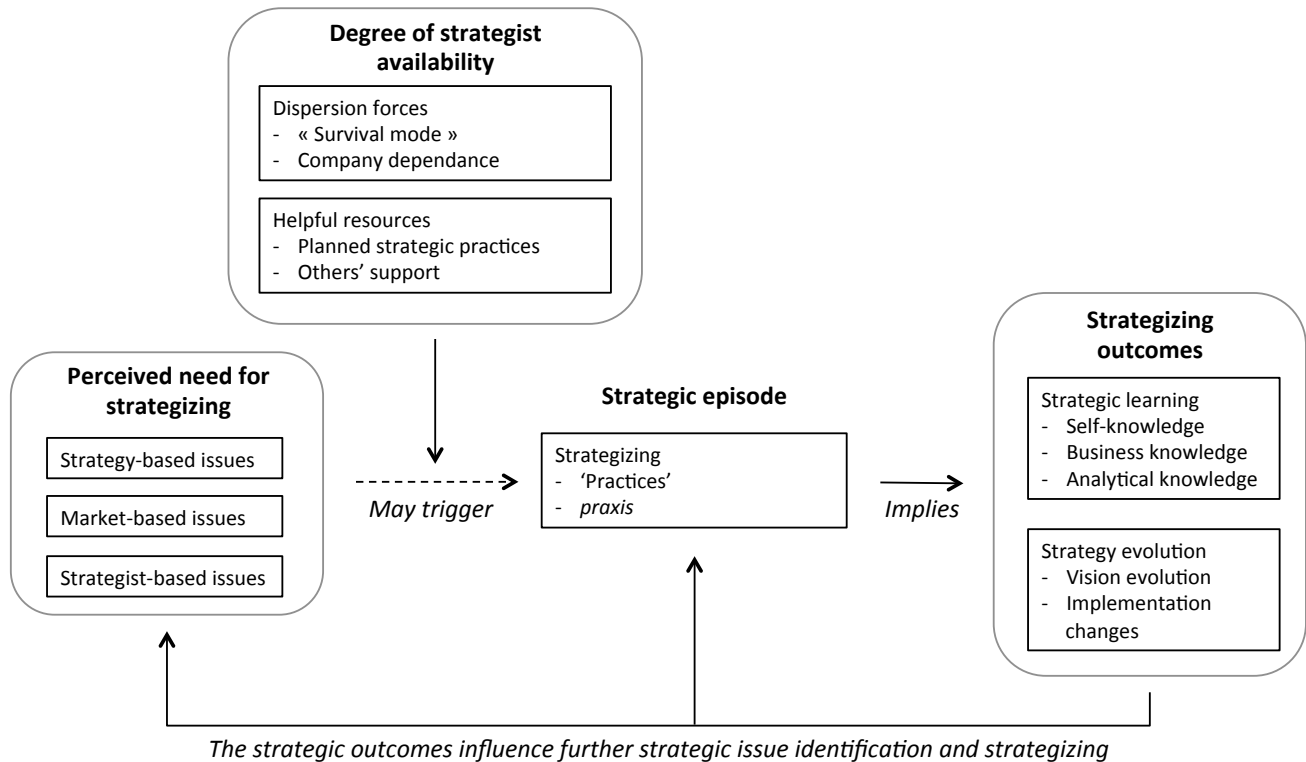 Degree of strategist
availability
Dispersion forces
- « Survival mode »
- Company dependance
Helpful resources
- Planned strategic practices
- Others’ support
Perceived need for
strategizing
Strategy-based issues
Market-based issues
Strategist-based issues
May trigger
Strategic episode
Strategizing
- ‘Practices’
- praxis
Implies
Strategizing
outcomes
Strategic learning
- Self-knowledge
- Business knowledge
- Analytical knowledge
Strategy evolution
- Vision evolution
- Implementation
changes
The strategic outcomes influence further strategic issue identification and strategizing